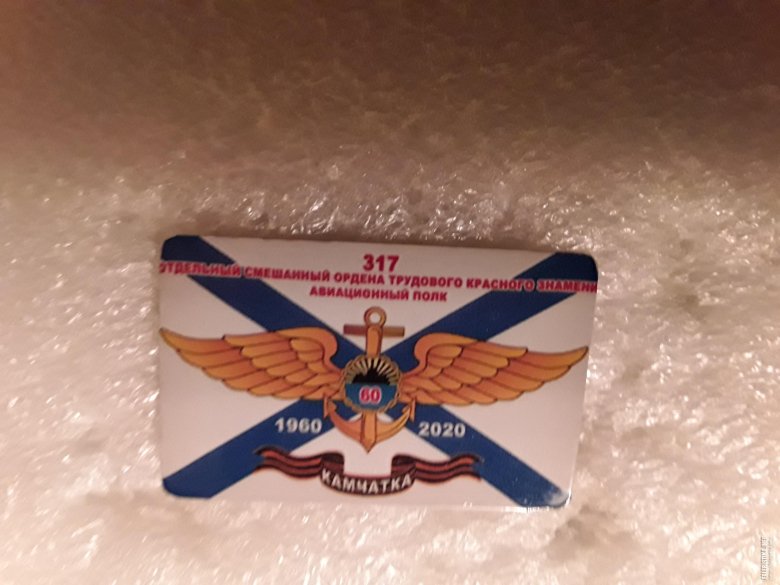 317
ОТДЕЛЬНЫЙ СМЕШАННЫЙ ОРДЕНА ТРУДОВОГО КРАСНОГО ЗНАМЕНИ
АВИАЦИОННЫЙ ПОЛК
60
1960 2020
КАМЧАТКА